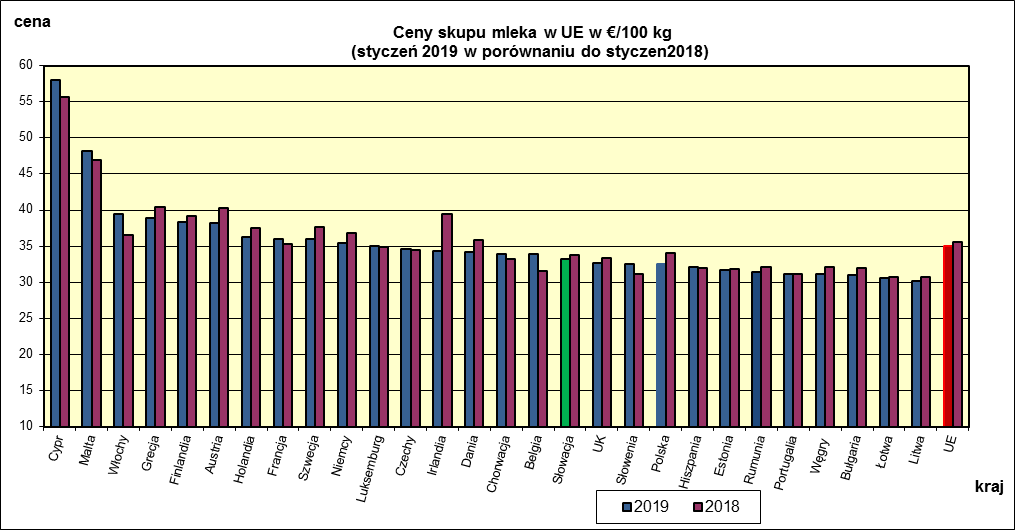 cena
Ceny skupu mleka w UE w €/100 kg
(styczeń 2019 w porównaniu do styczen2018)
60
55
50
45
40
35
30
25
20
15
10
Cypr
Malta
Włochy
Grecja
Finlandia
Austria
Holandia
Francja
Szwecja
Niemcy
Luksemburg
Czechy
Irlandia
Dania
Chorwacja
Belgia
Słowacja
UK
Słowenia
Polska
Hiszpania
Estonia
Rumunia
Portugalia
Węgry
Bułgaria
Łotwa
Litwa
UE
kraj
2019 2018